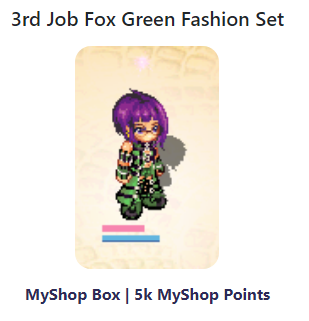 3rd Job Fox Green Fashion Set
MyShop Box | 5k MyShop Points